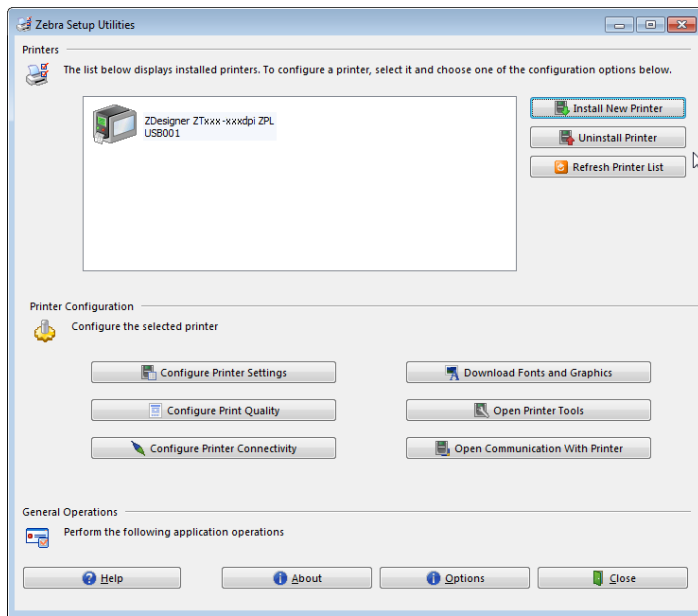 Zebra Setup Utilities
Printers
The list below displays installed printers. To configure a printer, select it and choose one of the configuration options below.
ZDesigner ZTxxx-xxxdpi ZPL
USB001
Install New Printer
Uninstall Printer
Refresh Printer List
Printer Configuration
Configure the selected printer
Configure Printer Settings
Download Fonts and Graphics
Configure Print Quality
Open Printer Tools
Configure Printer Connectivity
Open Communication With Printer
General Operations
Perform the following application operations
Help
About
Options
Close